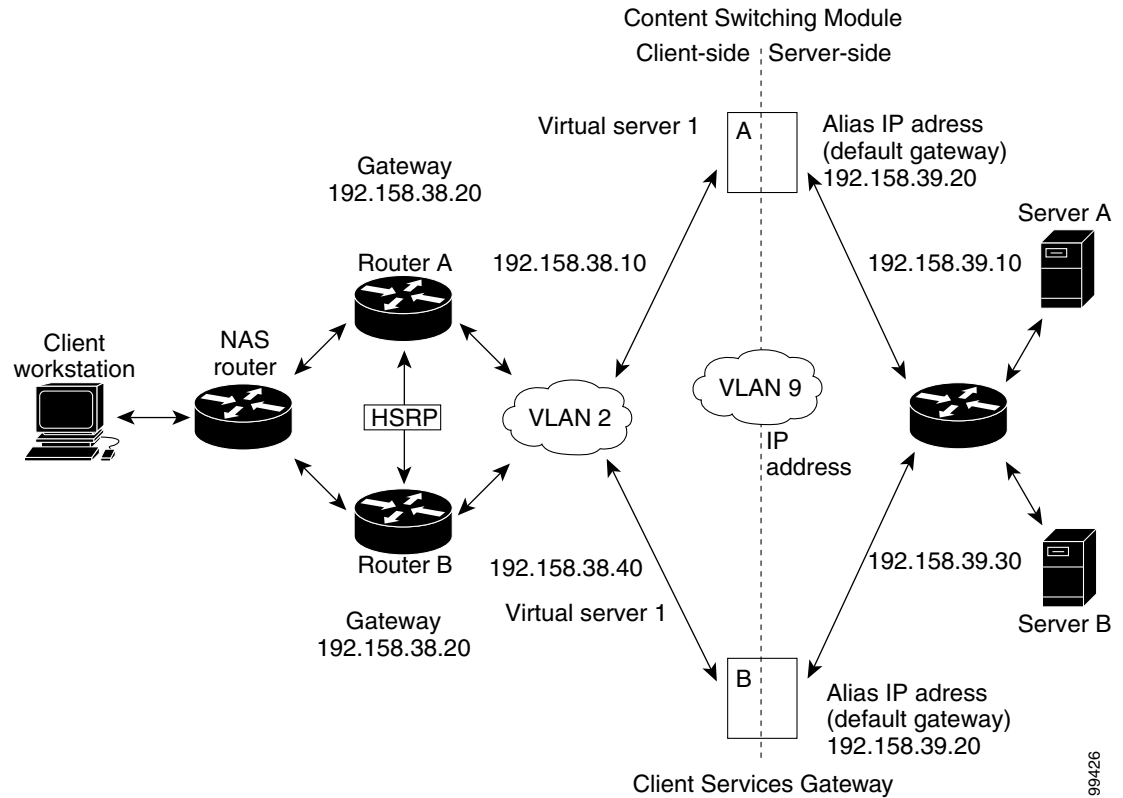 Content Switching Module
Client-side
Server-side
Virtual server 1
A
Alias IP adress
(default gateway)
192.158.39.20
Gateway
192.158.38.20
Server A
Router A
192.158.38.10
192.158.39.10
Client
workstation
NAS
router
HSRP
VLAN 2
VLAN 9
IP
address
Router B
192.158.38.40
192.158.39.30
Virtual server 1
Gateway
192.158.38.20
Server B
B
Alias IP adress
(default gateway)
192.158.39.20
Client Services Gateway
99426